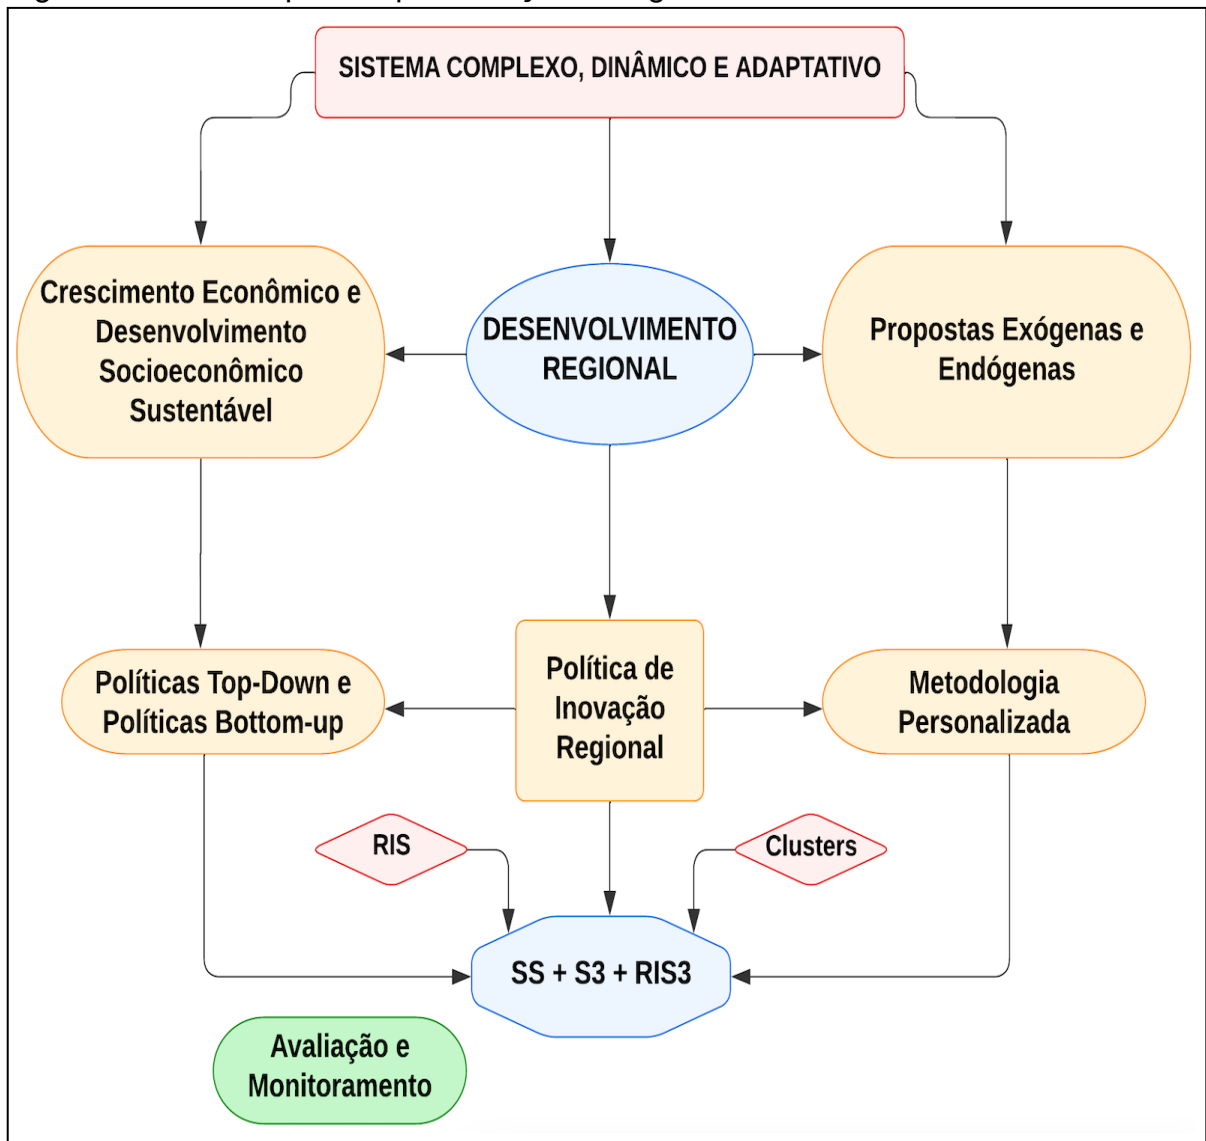 SISTEMA COMPLEXO, DINÂMICO E ADAPTATIVO
Crescimento Econômico e
Desenvolvimento
Socioeconômico
Sustentável
DESENVOLVIMENTO
REGIONAL
Propostas Exógenas e
Endógenas
Políticas Top-Down e
Políticas Bottom-up
Política de
Inovação
Regional
Metodologia
Personalizada
RIS
Clusters
SS + S3 + RIS3
Avaliação e
Monitoramento